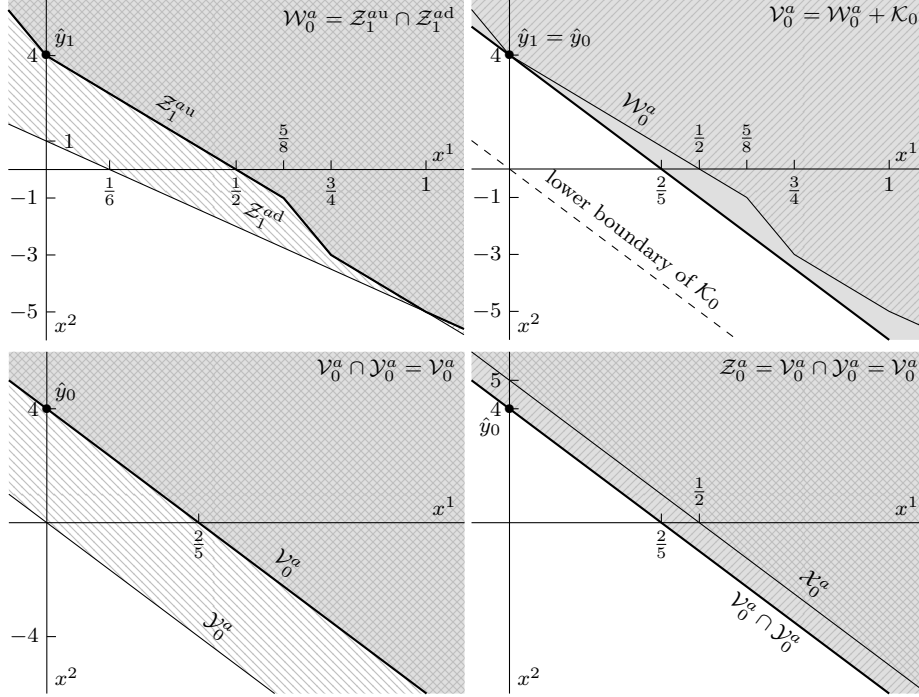 𝒲₀ᵃ = 𝒵₁ᵃᵘ ∩ 𝒵₁ᵃᵈ
ŷ₁
4
𝒵₁ᵃᵘ
5/8
1
x¹
1/6
1/2
3/4
1
−1
𝒵₁ᵃᵈ
−3
−5
x²
𝒱₀ᵃ = 𝒲₀ᵃ + 𝒦₀
ŷ₁ = ŷ₀
4
𝒲₀ᵃ
1/2
5/8
x¹
2/5
3/4
1
−1
lower boundary of 𝒦₀
−3
−5
x²
𝒱₀ᵃ ∩ 𝒴₀ᵃ = 𝒱₀ᵃ
ŷ₀
4
x¹
2/5
𝒱₀ᵃ
𝒴₀ᵃ
−4
x²
𝒵₀ᵃ = 𝒱₀ᵃ ∩ 𝒴₀ᵃ = 𝒱₀ᵃ
5
4
ŷ₀
1/2
x¹
2/5
𝒳₀ᵃ
𝒱₀ᵃ ∩ 𝒴₀ᵃ
x²